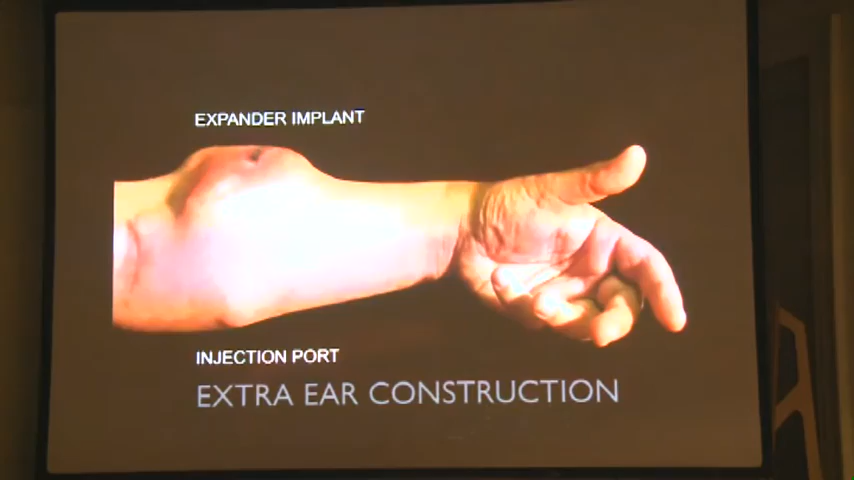 EXPANDER IMPLANT
INJECTION PORT
EXTRA EAR CONSTRUCTION